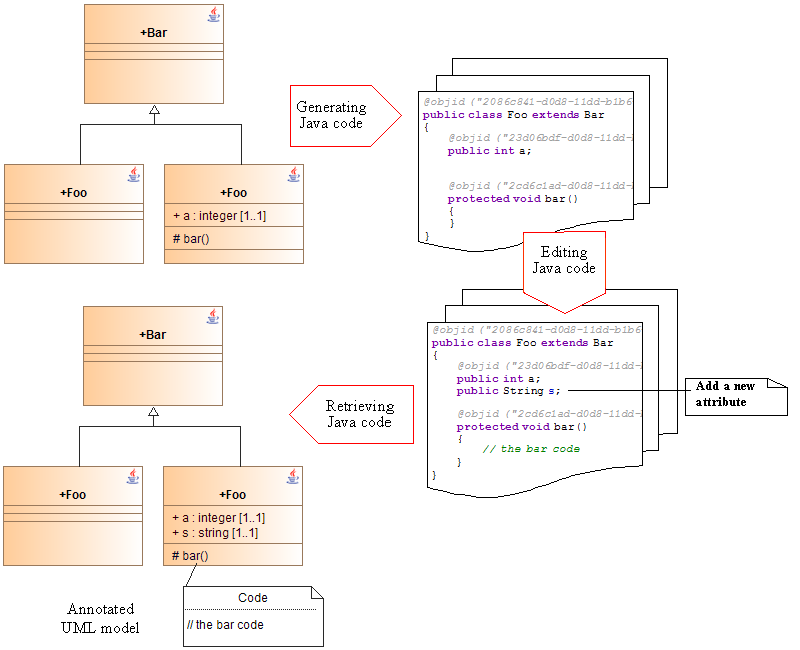 +Bar
+Foo
+Foo
+ a : integer [1..1]
# bar()
Generating
Java code
@objid ("2086c841-d0d8-11dd-b1b6
public class Foo extends Bar
{
@objid ("23d06bdf-d0d8-11dd-
public int a;
@objid ("2cd6c1ad-d0d8-11dd-
protected void bar()
{
}
}
Editing
Java code
+Bar
+Foo
+Foo
+ a : integer [1..1]
+ s : string [1..1]
# bar()
Retrieving
Java code
@objid ("2086c841-d0d8-11dd-b1b6
public class Foo extends Bar
{
@objid ("23d06bdf-d0d8-11dd-
public int a;
public String s;
@objid ("2cd6c1ad-d0d8-11dd-
protected void bar()
{
// the bar code
}
}
Add a new
attribute
Annotated
UML model
Code
// the bar code